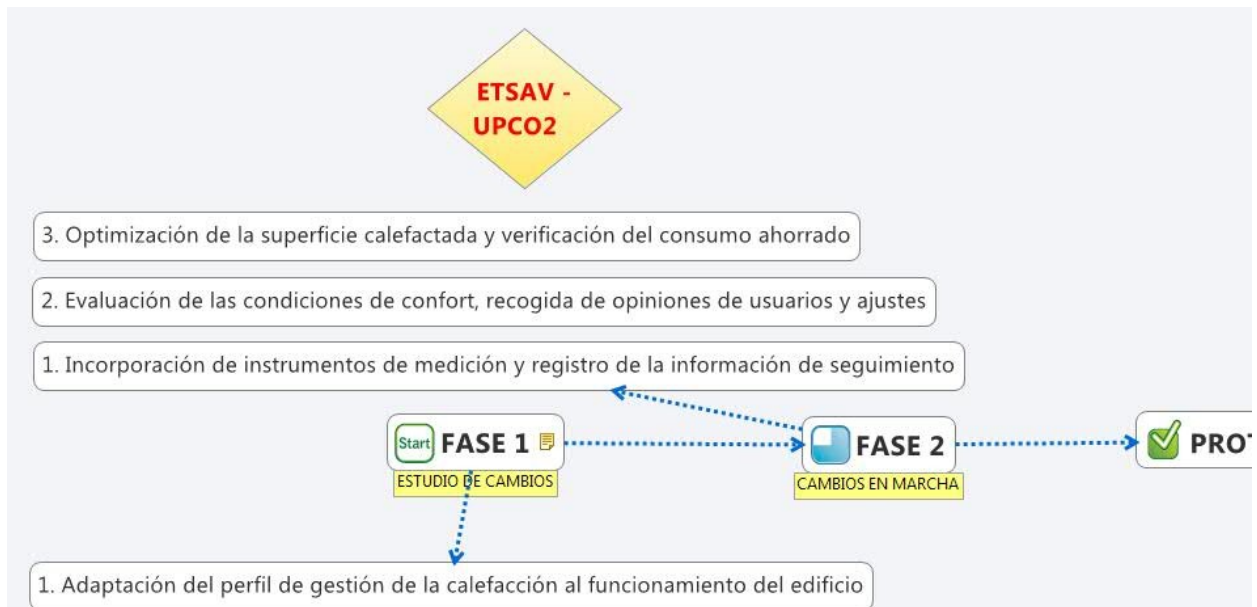 ETSAV -
UPCO2
3. Optimización de la superficie calefactada y verificación del consumo ahorrado
2. Evaluación de las condiciones de confort, recogida de opiniones de usuarios y ajustes
1. Incorporación de instrumentos de medición y registro de la información de seguimiento
Start FASE 1
FASE 2
ESTUDIO DE CAMBIOS
CAMBIOS EN MARCHA
1. Adaptación del perfil de gestión de la calefacción al funcionamiento del edificio